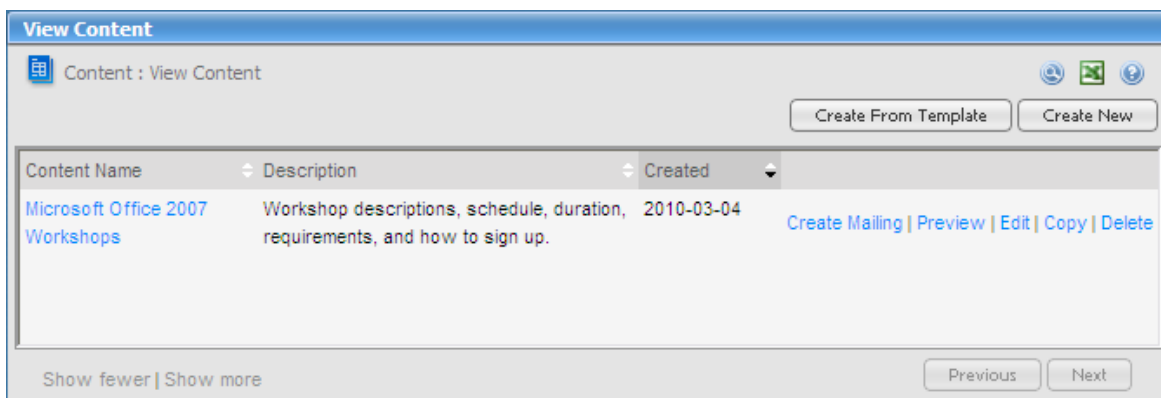 View Content
Content : View Content
Create From Template Create New
Content Name Description Created
Microsoft Office 2007 Workshop descriptions, schedule, duration, 2010-03-04
Create Mailing | Preview | Edit | Copy | Delete
Workshops requirements, and how to sign up.
Show fewer | Show more Previous Next